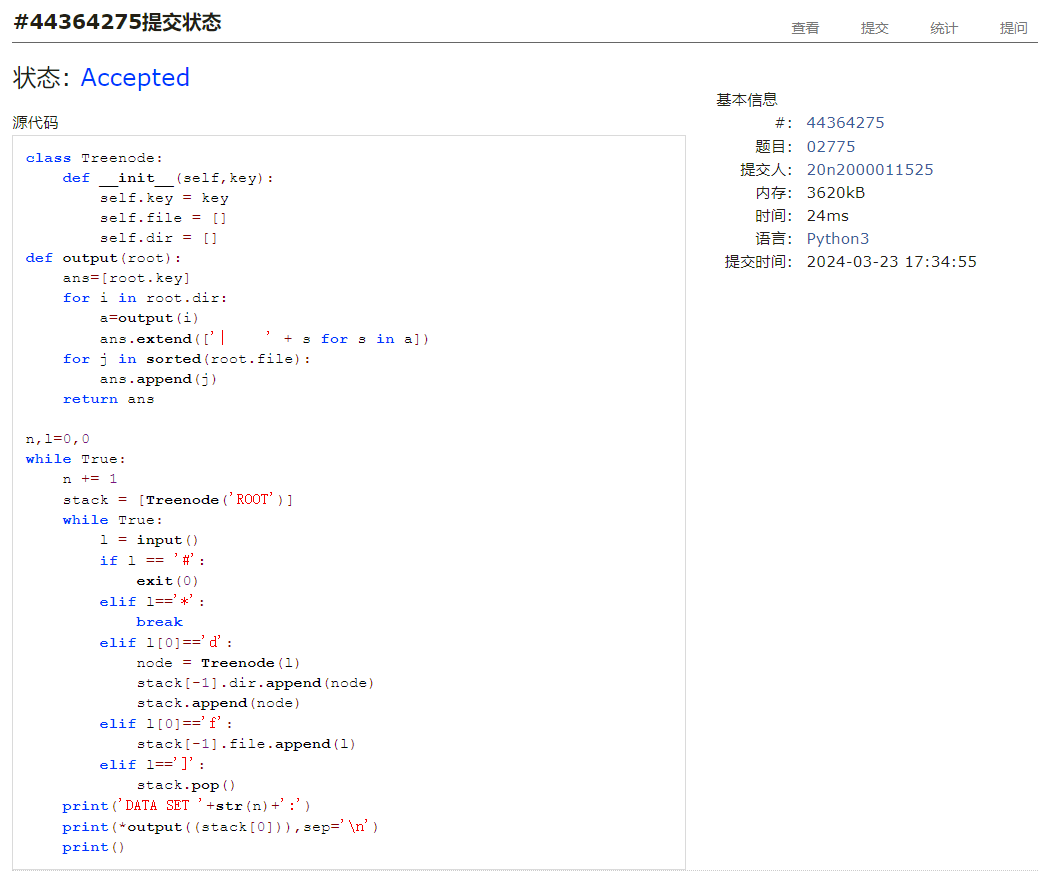 #44364275提交状态
查看 提交 统计 提问
状态: Accepted
源代码
class Treenode:
    def __init__(self,key):
        self.key = key
        self.file = []
        self.dir = []
def output(root):
    ans=[root.key]
    for i in root.dir:
        a=output(i)
        ans.extend(['|     ' + s for s in a])
    for j in sorted(root.file):
        ans.append(j)
    return ans

n,l=0,0
while True:
    n += 1
    stack = [Treenode('ROOT')]
    while True:
        l = input()
        if l == '#':
            exit(0)
        elif l=='*':
            break
        elif l[0]=='d':
            node = Treenode(l)
            stack[-1].dir.append(node)
            stack.append(node)
        elif l[0]=='f':
            stack[-1].file.append(l)
        elif l==']':
            stack.pop()
    print('DATA SET '+str(n)+':')
    print(*output((stack[0])),sep='\n')
    print()
基本信息
#: 44364275
题目: 02775
提交人: 20n2000011525
内存: 3620kB
时间: 24ms
语言: Python3
提交时间: 2024-03-23 17:34:55